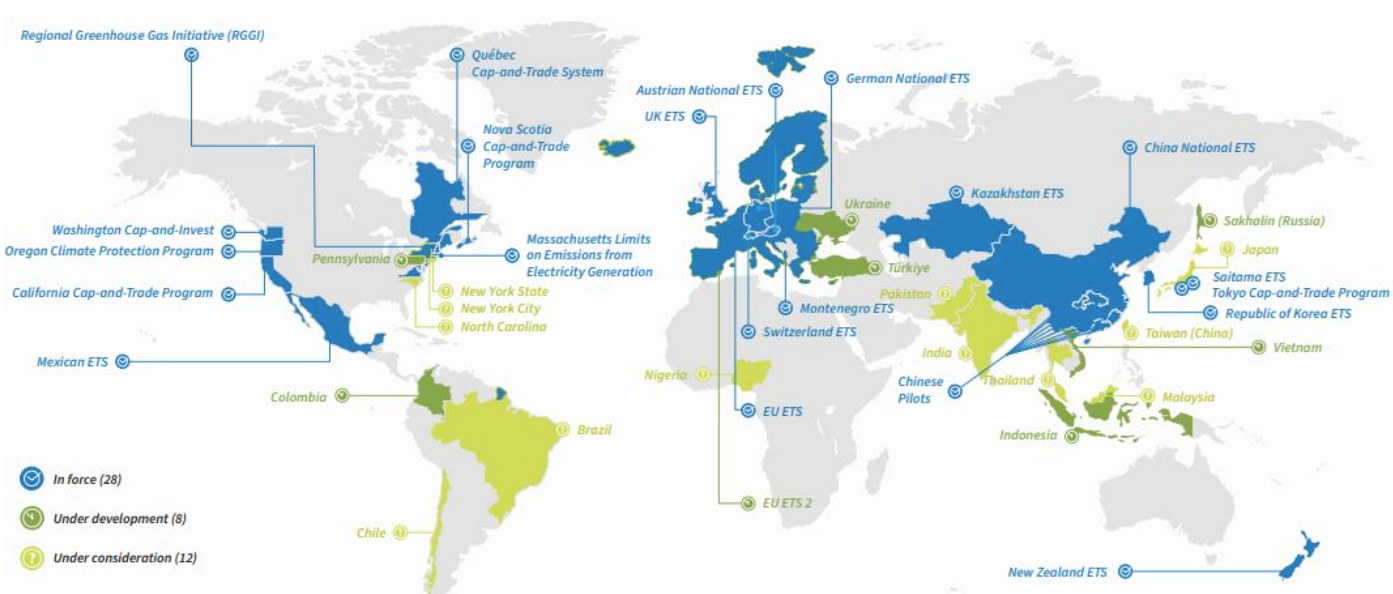 Regional Greenhouse Gas Initiative (RGGI)
Québec
Cap-and-Trade System
Nova Scotia
Cap-and-Trade
Program
Austrian National ETS
German National ETS
UK ETS
China National ETS
Kazakhstan ETS
Ukraine
Sakhalin (Russia)
Washington Cap-and-Invest
Oregon Climate Protection Program
California Cap-and-Trade Program
Pennsylvania
Massachusetts Limits
on Emissions from
Electricity Generation
New York State
New York City
North Carolina
Türkiye
Japan
Saitama ETS
Tokyo Cap-and-Trade Program
Republic of Korea ETS
Pakistan
Montenegro ETS
Switzerland ETS
Taiwan (China)
Vietnam
India
Mexican ETS
Nigeria
Thailand
Chinese
Pilots
Malaysia
Colombia
EU ETS
Brazil
Indonesia
In force (28)
Under development (8)
Under consideration (12)
EU ETS 2
Chile
New Zealand ETS